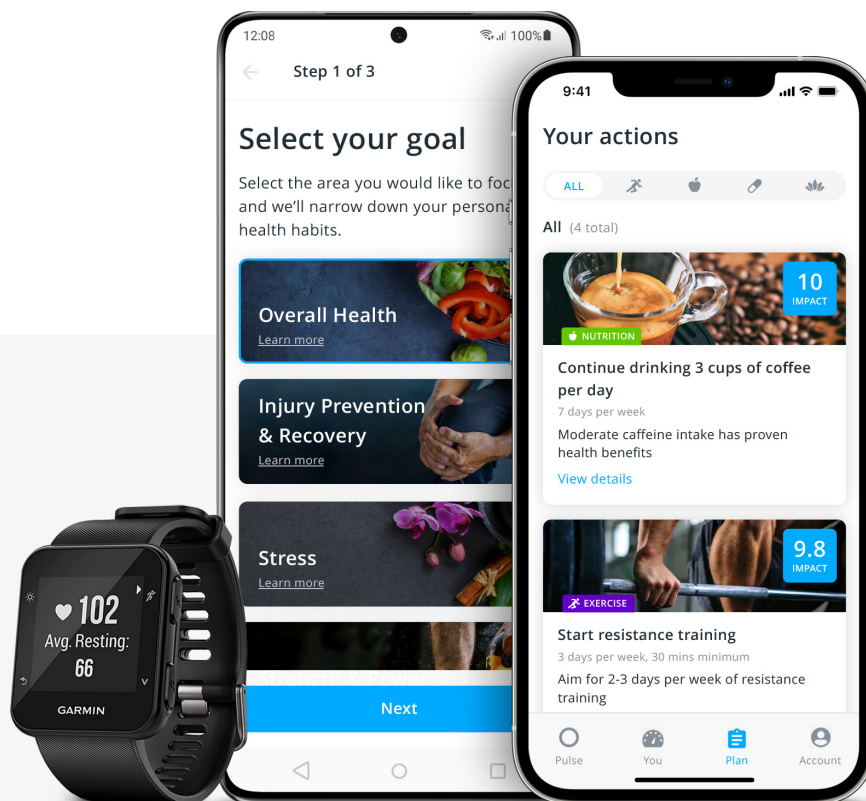 12:08
100%
Step 1 of 3
Select your goal
Select the area you would like to foc
and we'll narrow down your persona
health habits.
Overall Health
Learn more
Injury Prevention
& Recovery
Learn more
Stress
Learn more
Strength & Power
Next
9:41
Your actions
ALL
All (4 total)
10
IMPACT
NUTRITION
Continue drinking 3 cups of coffee
per day
7 days per week
Moderate caffeine intake has proven
health benefits
View details
9.8
IMPACT
EXERCISE
Start resistance training
3 days per week, 30 mins minimum
Aim for 2-3 days per week of resistance
training
Pulse
You
Plan
Account
102
Avg. Resting:
66
GARMIN